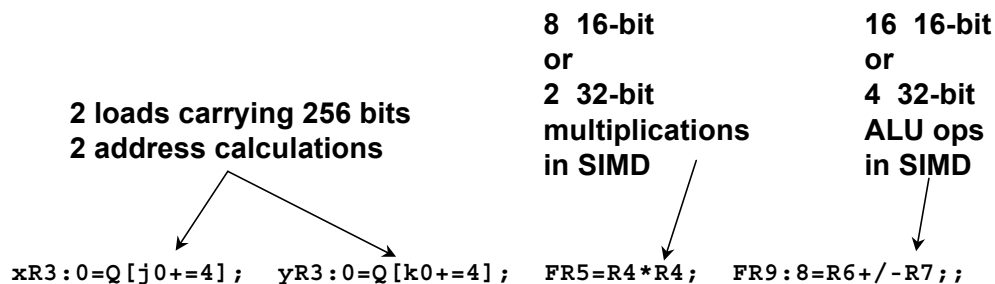 2 loads carrying 256 bits
2 address calculations
8 16-bit
or
2 32-bit
multiplications
in SIMD
16 16-bit
or
4 32-bit
ALU ops
in SIMD
xR3:0=Q[j0+=4]; yR3:0=Q[k0+=4]; FR5=R4*R4; FR9:8=R6+/-R7;;